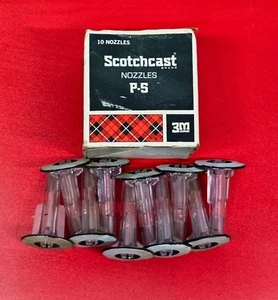 10 NOZZLES
Scotchcast
BRAND
NOZZLES
P-5
3M